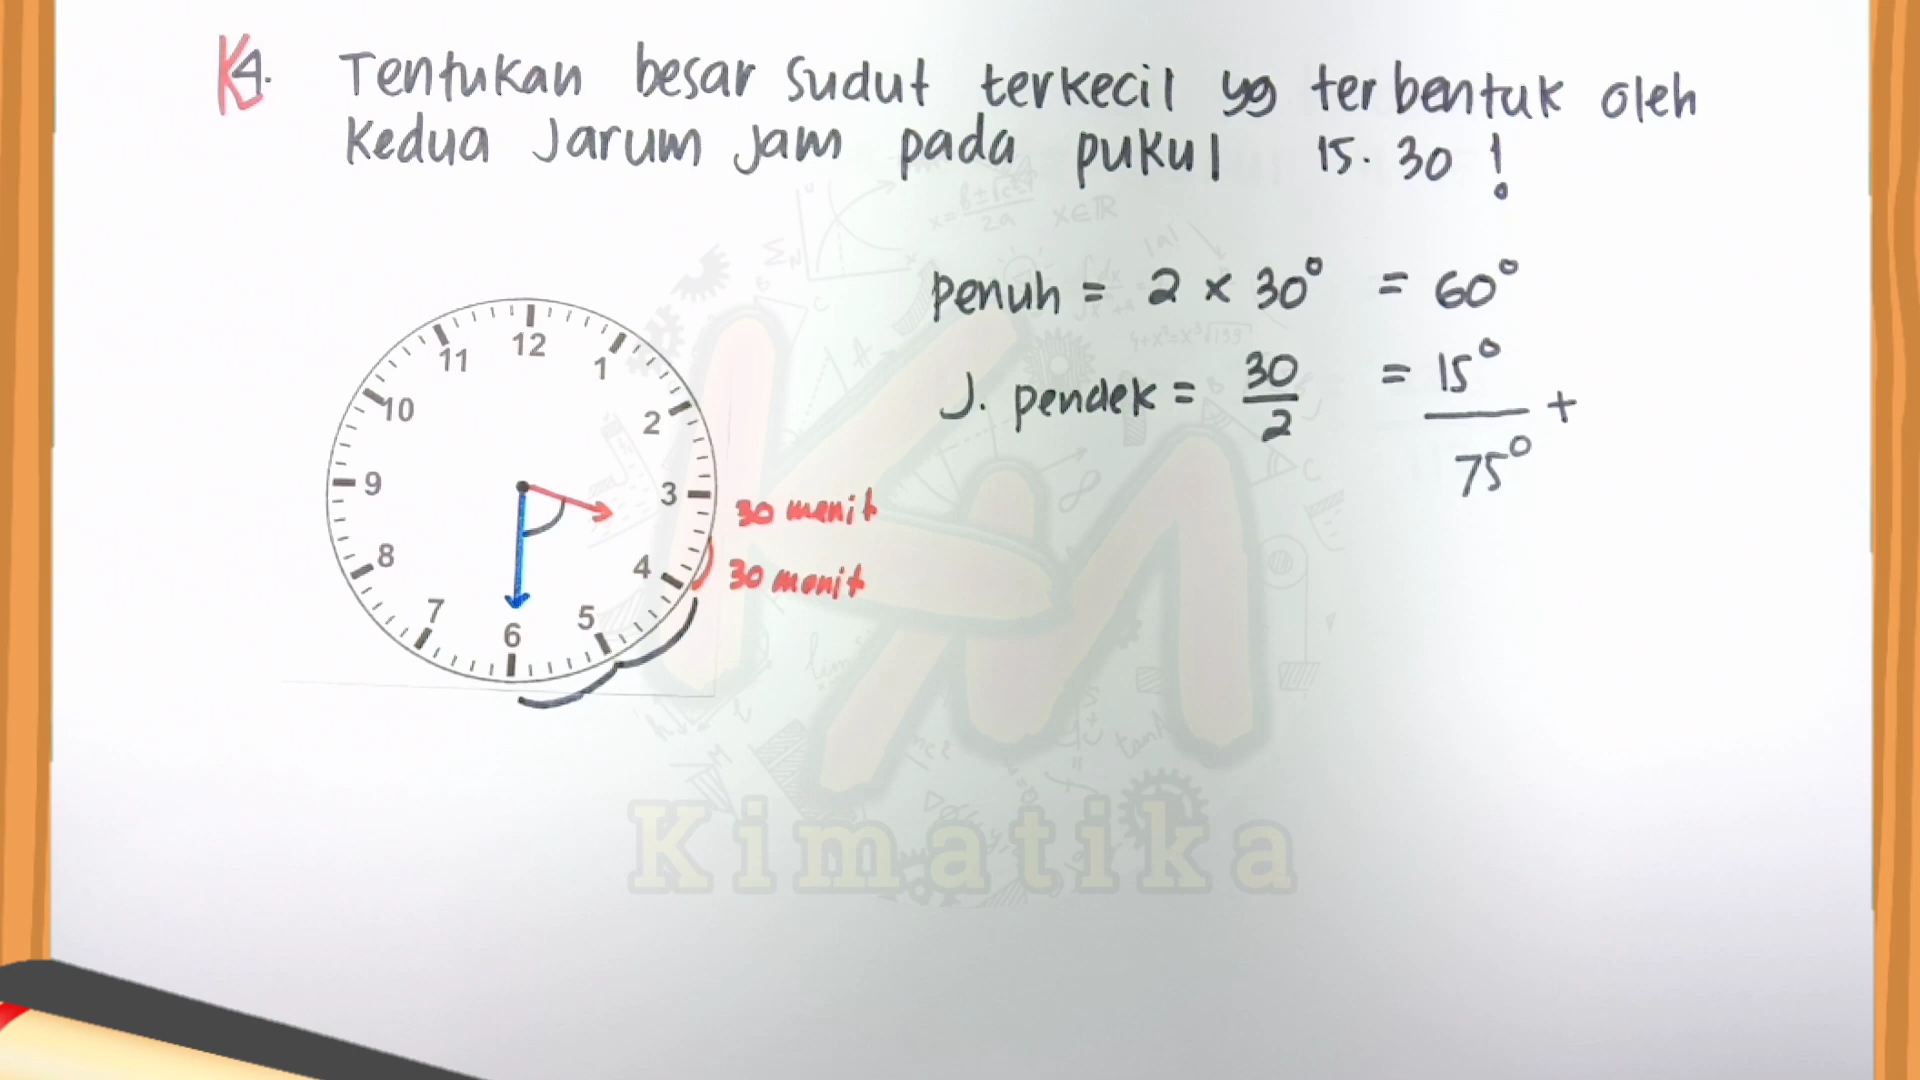 K4. Tentukan besar sudut terkecil yg terbentuk oleh
kedua Jarum jam pada pukul 15.30 !
penuh = 2 × 30° = 60°
J. pendek = 30/2 = 15° +
75°
12
11
1
10
2
9
3
8
4
7
5
6
30 menit
30 menit
Kimatika